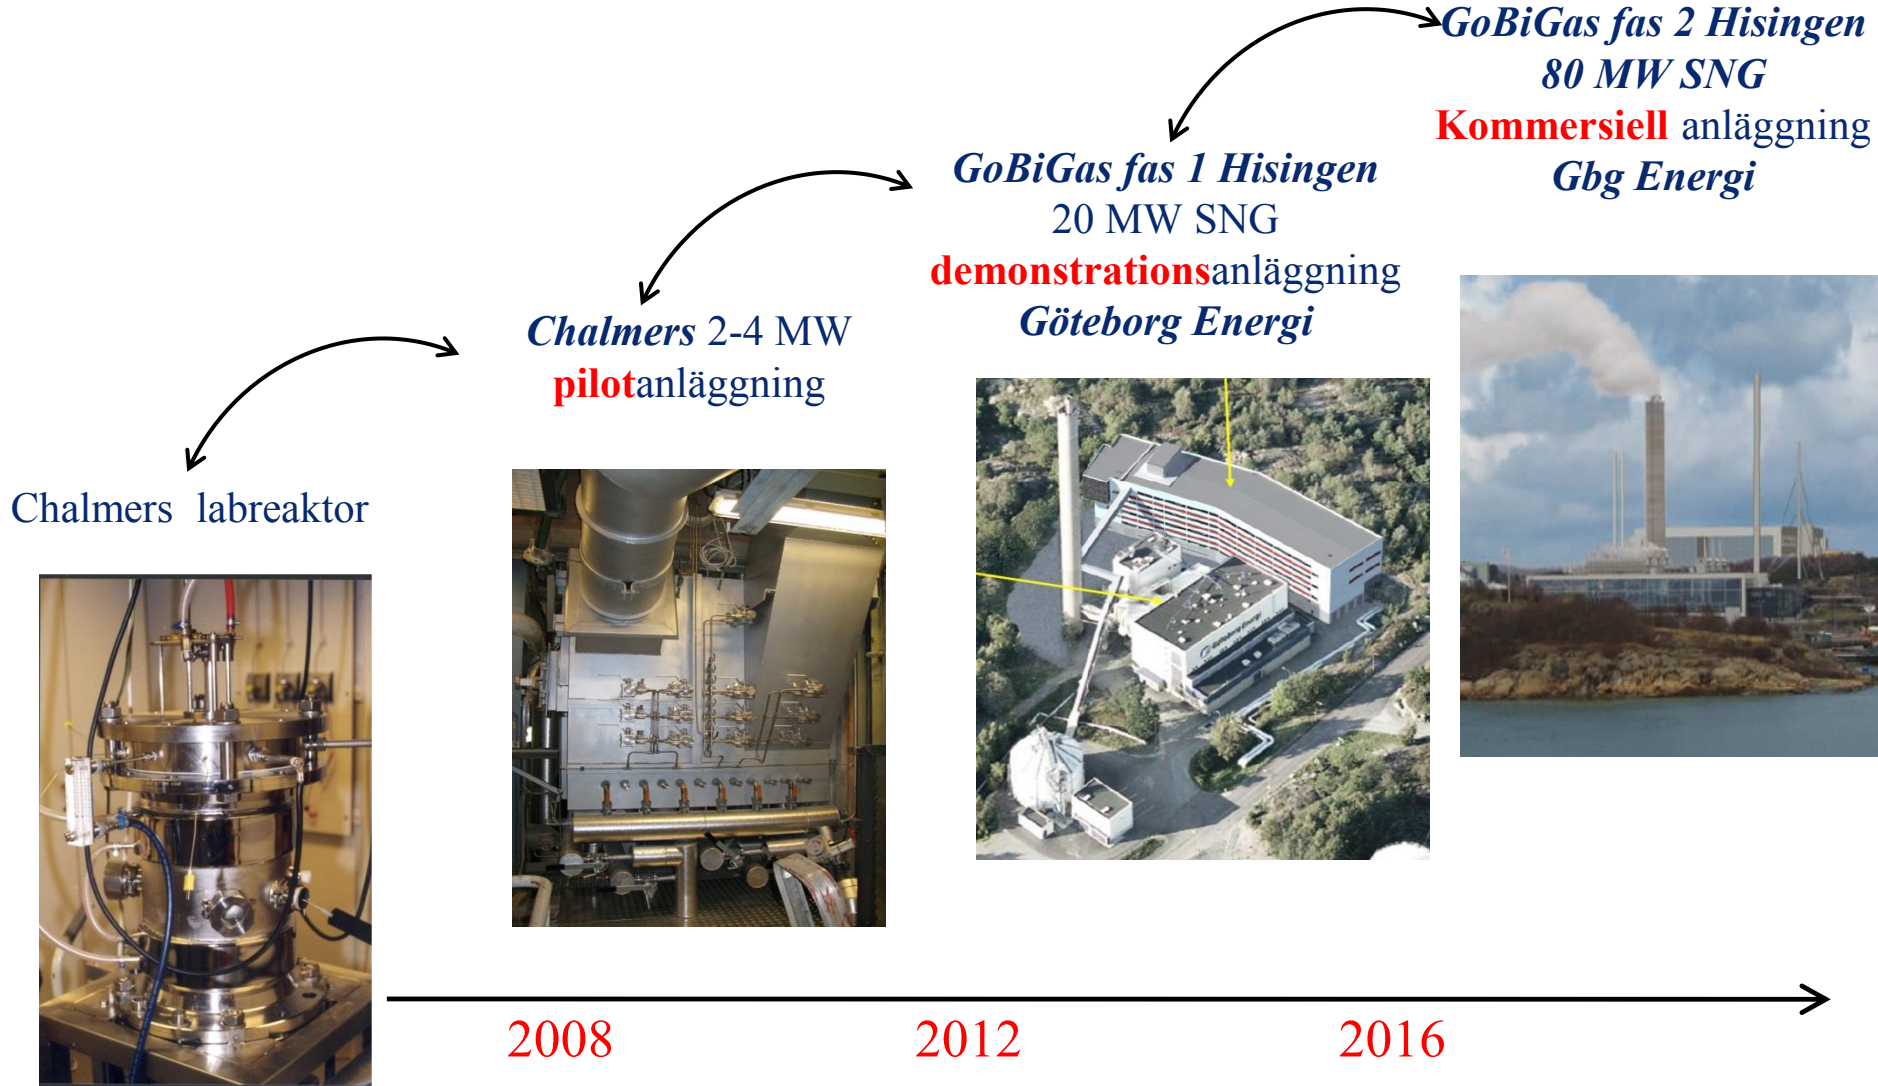 Chalmers labreaktor
Chalmers 2-4 MW
pilotanläggning
GoBiGas fas 1 Hisingen
20 MW SNG
demonstrationsanläggning
Göteborg Energi
GoBiGas fas 2 Hisingen
80 MW SNG
Kommersiell anläggning
Gbg Energi
2008
2012
2016